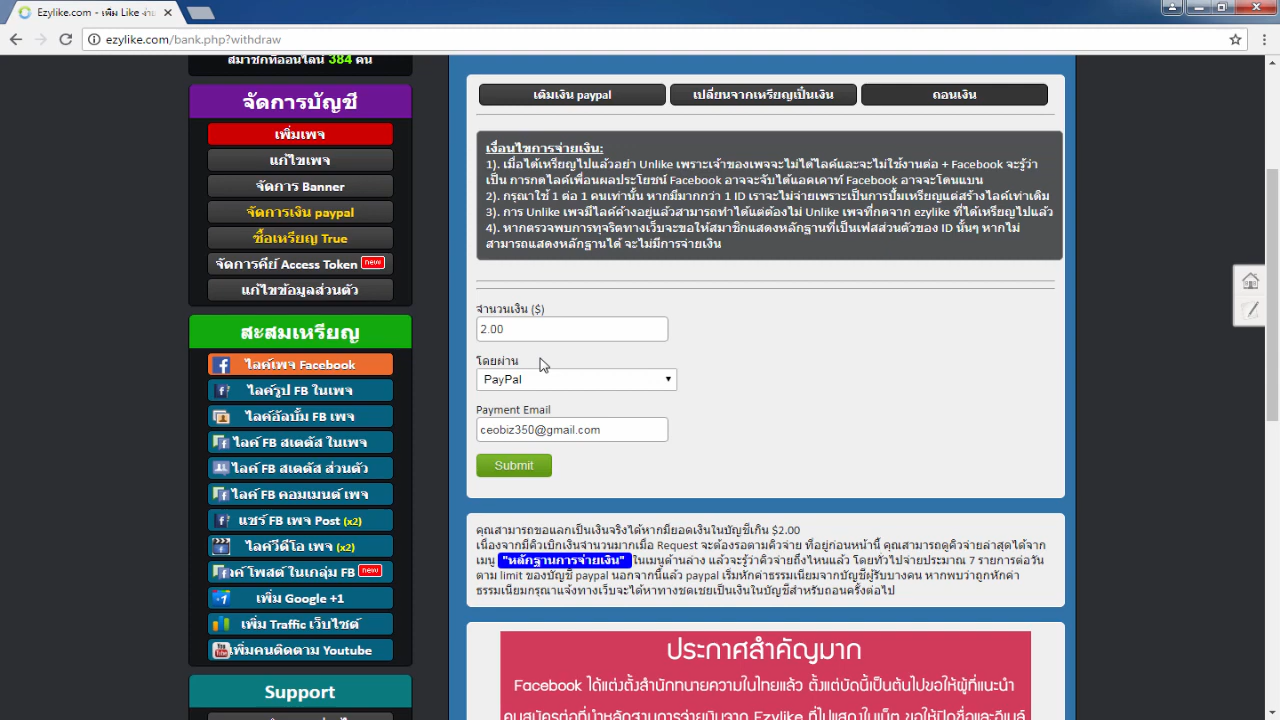 Ezylike.com - เพิ่ม Like ง่า
ezylike.com/bank.php?withdraw
สมาชิกที่ออนไลน์ 384 คน
จัดการบัญชี
เพิ่มเพจ
แก้ไขเพจ
จัดการ Banner
จัดการเงิน paypal
ซื้อเหรียญ True
จัดการคีย์ Access Token new
แก้ไขข้อมูลส่วนตัว
สะสมเหรียญ
ไลค์เพจ Facebook
ไลค์รูป FB ในเพจ
ไลค์อัลบั้ม FB เพจ
ไลค์ FB สเตตัส ในเพจ
ไลค์ FB สเตตัส ส่วนตัว
ไลค์ FB คอมเมนต์ เพจ
แชร์ FB เพจ Post (x2)
ไลค์วีดีโอ เพจ (x2)
ไลค์ โพสต์ ในเกลุ่ม FB new
เพิ่ม Google +1
เพิ่ม Traffic เว็บไซต์
เพิ่มคนติดตาม Youtube
Support
เติมเงิน paypal
เปลี่ยนจากเหรียญเป็นเงิน
ถอนเงิน
เงื่อนไขการจ่ายเงิน:
1). เมื่อได้เหรียญไปแล้วอย่า Unlike เพราะเจ้าของเพจจะไม่ได้ไลค์และจะไม่ใช้งานต่อ + Facebook จะรู้ว่า
เป็น การกดไลค์เพื่อนผลประโยชน์ Facebook อาจจะจับได้แอคเคาท์ Facebook อาจจะโดนแบน
2). กรุณาใช้ 1 ต่อ 1 คนเท่านั้น หากมีมากกว่า 1 ID เราจะไม่จ่ายเพราะเป็นการปั้มเหรียญแต่สร้างไลค์เท่าเดิม
3). การ Unlike เพจมีไลค์ค้างอยู่แล้วสามารถทำได้แต่ต้องไม่ Unlike เพจที่กดจาก ezylike ที่ได้เหรียญไปแล้ว
4). หากตรวจพบการทุจริตทางเว็บจะขอให้สมาชิกแสดงหลักฐานที่เป็นเฟสส่วนตัวของ ID นั้นๆ หากไม่
สามารถแสดงหลักฐานได้ จะไม่มีการจ่ายเงิน
จำนวนเงิน ($)
2.00
โดยผ่าน
PayPal
Payment Email
ceobiz350@gmail.com
Submit
คุณสามารถขอแลกเป็นเงินจริงได้หากมียอดเงินในบัญชีเกิน $2.00
เนื่องจากมีคิวเบิกเงินจำนวนมากเมื่อ Request จะต้องรอตามคิวจ่าย ที่อยู่ก่อนหน้านี้ คุณสามารถดูคิวจ่ายล่าสุดได้จาก
เมนู "หลักฐานการจ่ายเงิน" ในเมนูด้านล่าง แล้วจะรู้ว่าคิวจ่ายถึงไหนแล้ว โดยทั่วไปจ่ายประมาณ 7 รายการต่อวัน
ตาม limit ของบัญชี paypal นอกจากนี้แล้ว paypal เริ่มหักค่าธรรมเนียมจากบัญชีผู้รับบางคน หากพบว่าถูกหักค่า
ธรรมเนียมกรุณาแจ้งทางเว็บจะได้หาทางชดเชยเป็นเงินในบัญชีสำหรับถอนครั้งต่อไป
ประกาศสำคัญมาก
Facebook ได้แต่งตั้งสำนักทนายความในไทยแล้ว ตั้งแต่บัดนี้เป็นต้นไปขอให้ผู้ที่แนะนำ
คนสมัครต่อที่นำหลักฐานการจ่ายเงินจาก Ezylike ที่ไปแสดงในเน็ต ขอให้ปิดชื่อและอีเมล์